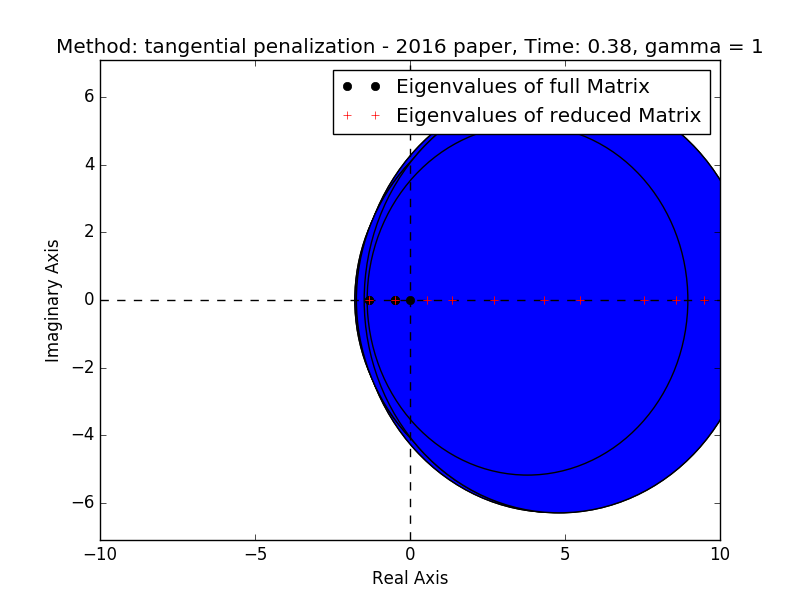 Method: tangential penalization - 2016 paper, Time: 0.38, gamma = 1
Eigenvalues of full Matrix
Eigenvalues of reduced Matrix
6
4
2
0
−2
−4
−6
Imaginary Axis
−10
−5
0
5
10
Real Axis